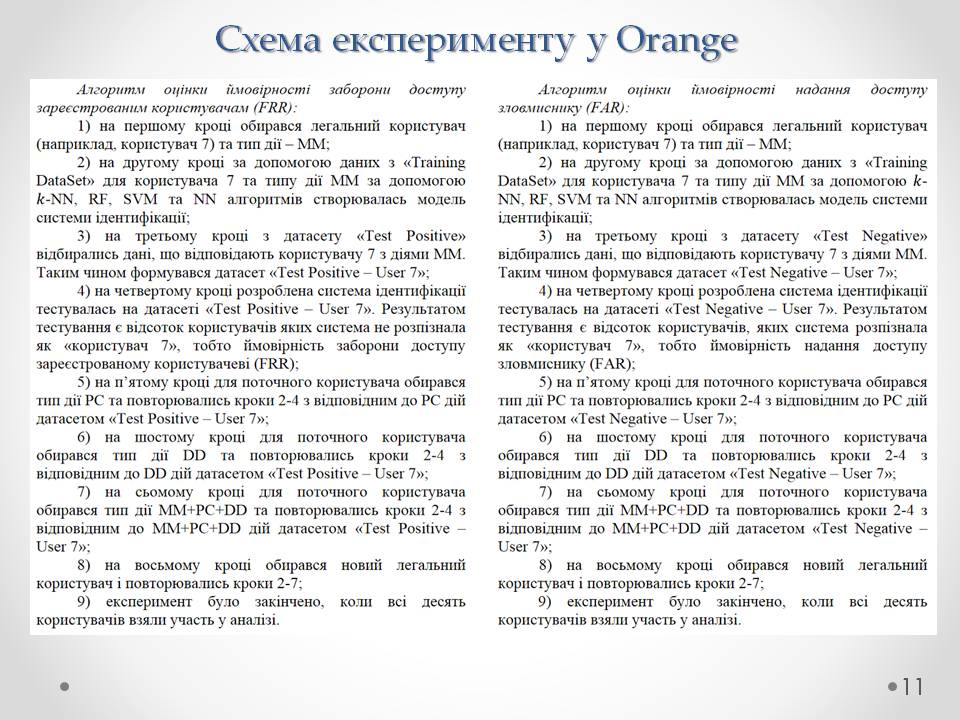 Схема експерименту у Orange
Алгоритм оцінки ймовірності заборони доступу
зареєстрованим користувачам (FRR):
1) на першому кроці обирався легальний користувач
(наприклад, користувач 7) та тип дії – ММ;
2) на другому кроці за допомогою даних з «Training
DataSet» для користувача 7 та типу дії ММ за допомогою
k-NN, RF, SVM та NN алгоритмів створювалась модель
системи ідентифікації;
3) на третьому кроці з датасету «Test Positive»
відбирались дані, що відповідають користувачу 7 з діями ММ.
Таким чином формувався датасет «Test Positive – User 7»;
4) на четвертому кроці розроблена система ідентифікації
тестувалась на датасеті «Test Positive – User 7». Результатом
тестування є відсоток користувачів яких система не розпізнала
як «користувач 7», тобто ймовірність заборони доступу
зареєстрованому користувачеві (FRR);
5) на п’ятому кроці для поточного користувача обирався
тип дії PC та повторювались кроки 2-4 з відповідним до PC дій
датасетом «Test Positive – User 7»;
6) на шостому кроці для поточного користувача
обирався тип дії DD та повторювались кроки 2-4 з
відповідним до DD дій датасетом «Test Positive – User 7»;
7) на сьомому кроці для поточного користувача
обирався тип дії MM+PC+DD та повторювались кроки 2-4 з
відповідним до MM+PC+DD дій датасетом «Test Positive –
User 7»;
8) на восьмому кроці обирався новий легальний
користувач і повторювались кроки 2-7;
9) експеримент було закінчено, коли всі десять
користувачів взяли участь у аналізі.
Алгоритм оцінки ймовірності надання доступу
зловмиснику (FAR):
1) на першому кроці обирався легальний користувач
(наприклад, користувач 7) та тип дії – ММ;
2) на другому кроці за допомогою даних з «Training
DataSet» для користувача 7 та типу дії ММ за допомогою k-
NN, RF, SVM та NN алгоритмів створювалась модель системи
ідентифікації;
3) на третьому кроці з датасету «Test Negative»
відбирались дані, що відповідають користувачу 7 з діями ММ.
Таким чином формувався датасет «Test Negative – User 7»;
4) на четвертому кроці розроблена система ідентифікації
тестувалась на датасеті «Test Negative – User 7». Результатом
тестування є відсоток користувачів, яких система розпізнала
як «користувач 7», тобто ймовірність надання доступу
зловмиснику (FAR);
5) на п’ятому кроці для поточного користувача обирався
тип дії PC та повторювались кроки 2-4 з відповідним до PC дій
датасетом «Test Negative – User 7»;
6) на шостому кроці для поточного користувача
обирався тип дії DD та повторювались кроки 2-4 з
відповідним до DD дій датасетом «Test Negative – User 7»;
7) на сьомому кроці для поточного користувача
обирався тип дії MM+PC+DD та повторювались кроки 2-4 з
відповідним до MM+PC+DD дій датасетом «Test Negative –
User 7»;
8) на восьмому кроці обирався новий легальний
користувач і повторювались кроки 2-7;
9) експеримент було закінчено, коли всі десять
користувачів взяли участь у аналізі.
11